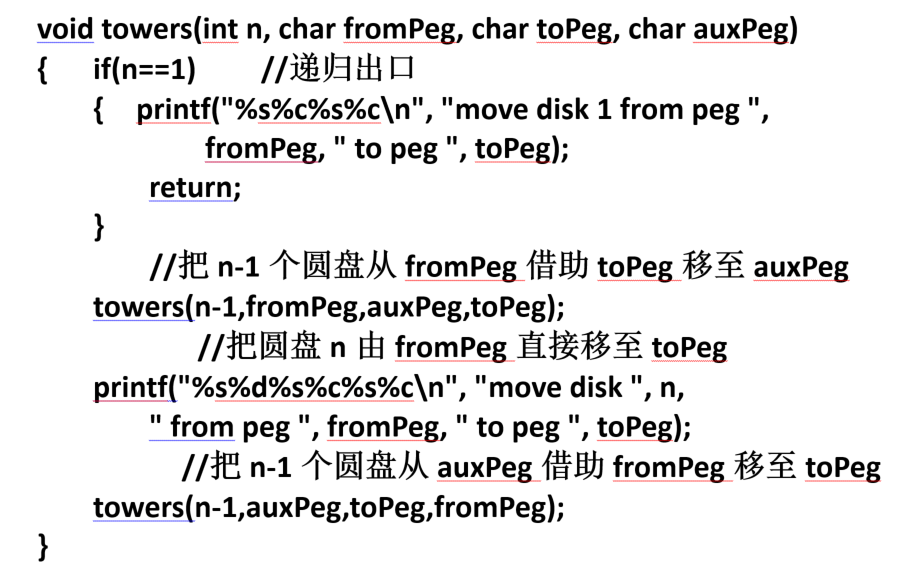 void towers(int n, char fromPeg, char toPeg, char auxPeg)
{ if(n==1) //递归出口
{ printf("%s%c%s%c\n", "move disk 1 from peg ",
fromPeg, " to peg ", toPeg);
return;
}
//把 n-1 个圆盘从 fromPeg 借助 toPeg 移至 auxPeg
towers(n-1,fromPeg,auxPeg,toPeg);
//把圆盘 n 由 fromPeg 直接移至 toPeg
printf("%s%d%s%c%s%c\n", "move disk ", n,
" from peg ", fromPeg, " to peg ", toPeg);
//把 n-1 个圆盘从 auxPeg 借助 fromPeg 移至 toPeg
towers(n-1,auxPeg,toPeg,fromPeg);
}